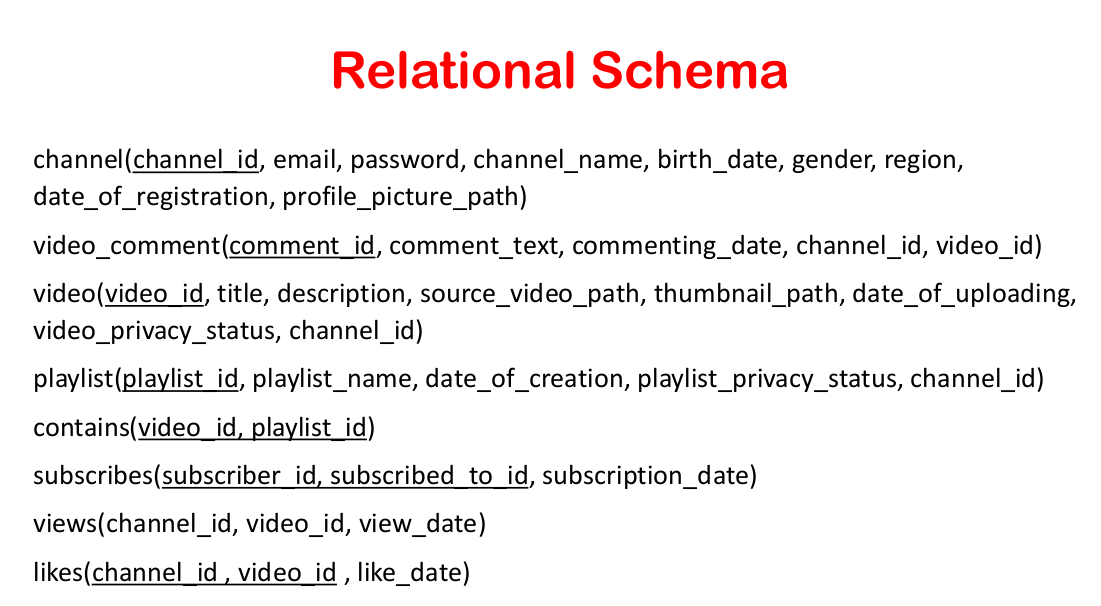 Relational Schema
channel(channel_id, email, password, channel_name, birth_date, gender, region,
date_of_registration, profile_picture_path)
video_comment(comment_id, comment_text, commenting_date, channel_id, video_id)
video(video_id, title, description, source_video_path, thumbnail_path, date_of_uploading,
video_privacy_status, channel_id)
playlist(playlist_id, playlist_name, date_of_creation, playlist_privacy_status, channel_id)
contains(video_id, playlist_id)
subscribes(subscriber_id, subscribed_to_id, subscription_date)
views(channel_id, video_id, view_date)
likes(channel_id , video_id , like_date)